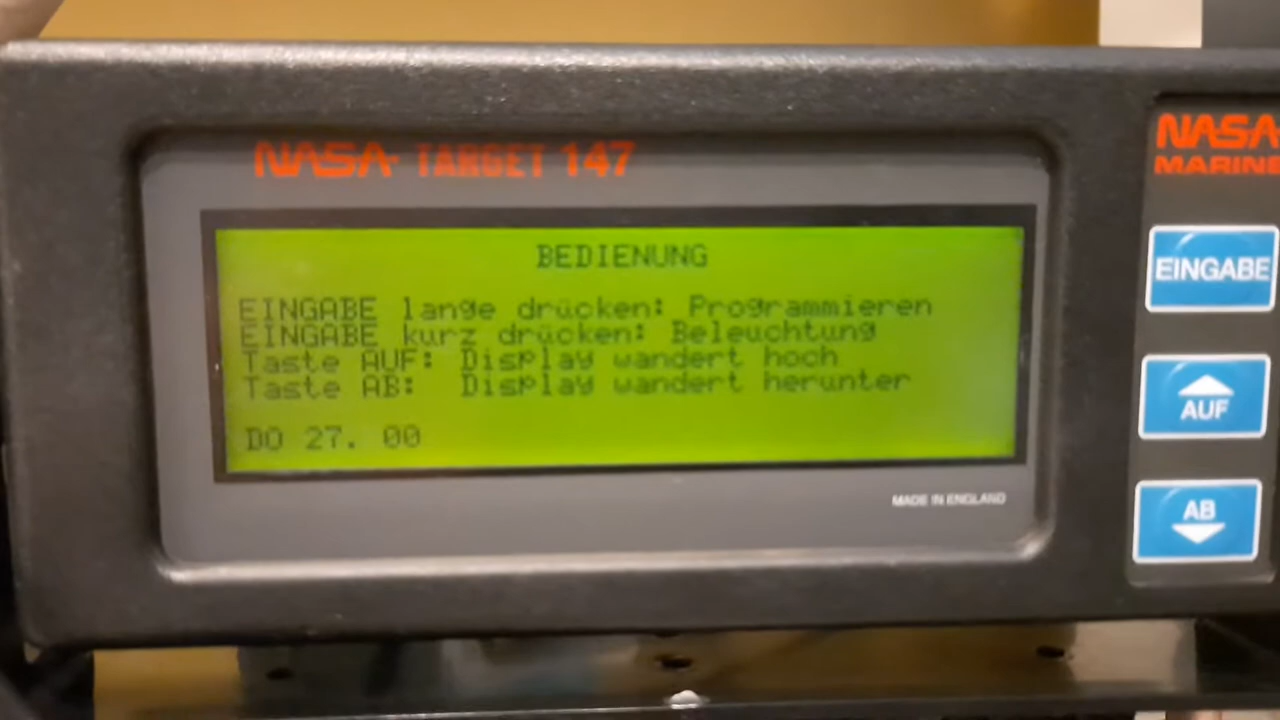 NASA TARGET 147
NASA
MARINE
BEDIENUNG
EINGABE lange drücken: Programmieren
EINGABE kurz drücken: Beleuchtung
Taste AUF: Display wandert hoch
Taste AB: Display wandert herunter
DO 27. 00
MADE IN ENGLAND
EINGABE
AUF
AB